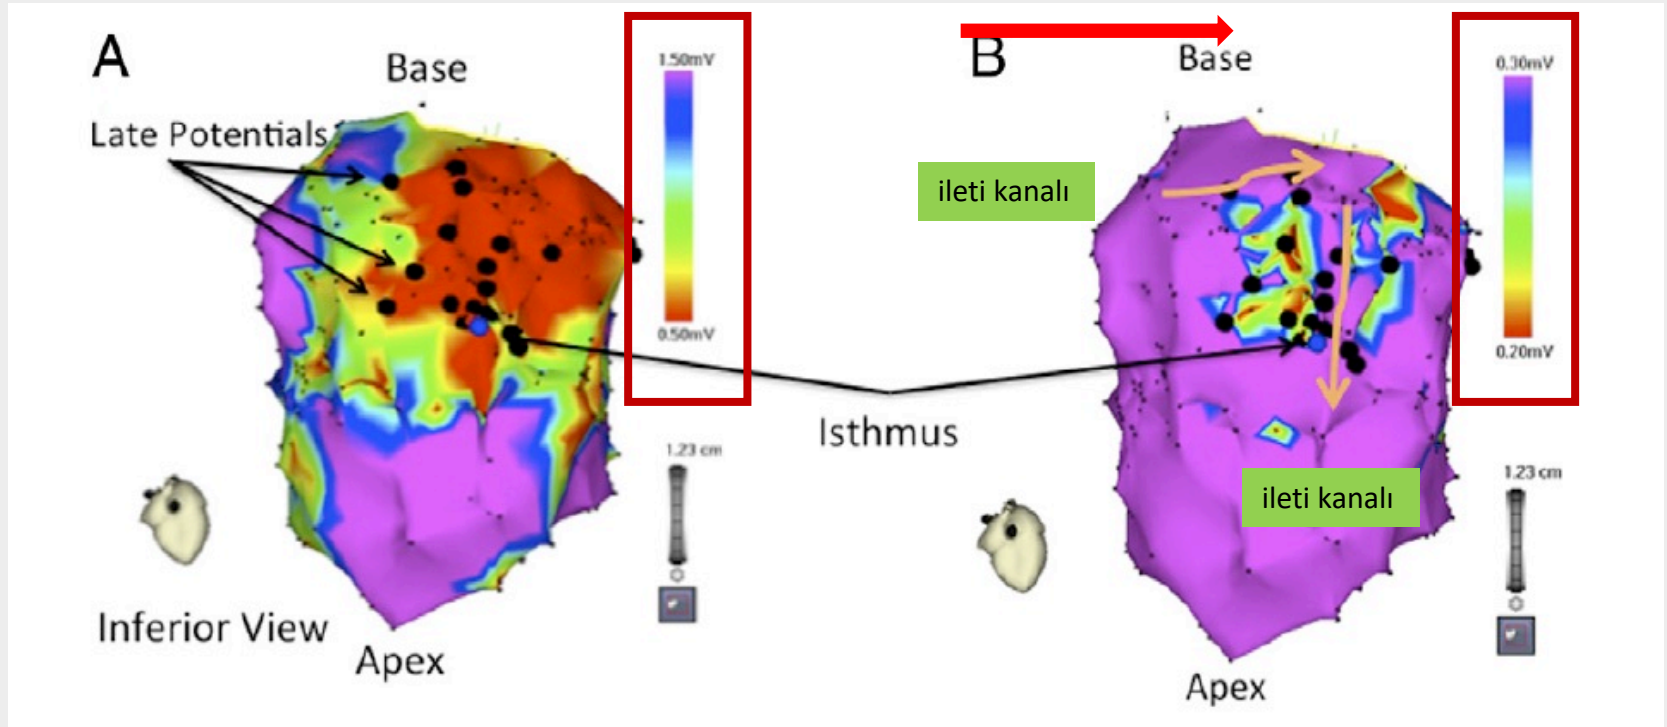 A
Base
1.50mV
Late Potentials
0.50mV
1.23 cm
Inferior View
Apex
Isthmus
B
Base
0.30mV
ileti kanalı
0.20mV
ileti kanalı
1.23 cm
Apex